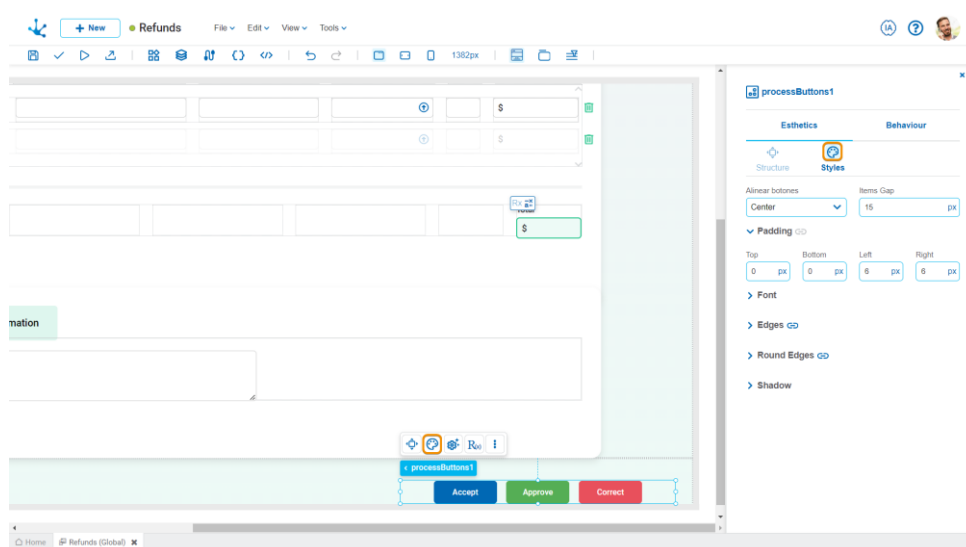 + New
Refunds
File
Edit
View
Tools
(IA)
?
1382px
processButtons1
Esthetics
Behaviour
Structure
Styles
Alinear botones
Items Gap
Center
15
px
Padding
Top
Bottom
Left
Right
0
px
0
px
6
px
6
px
Font
Edges
Round Edges
Shadow
$
$
Rx
Total
$
mation
R(x)
processButtons1
Accept
Approve
Correct
Home
Refunds (Global)